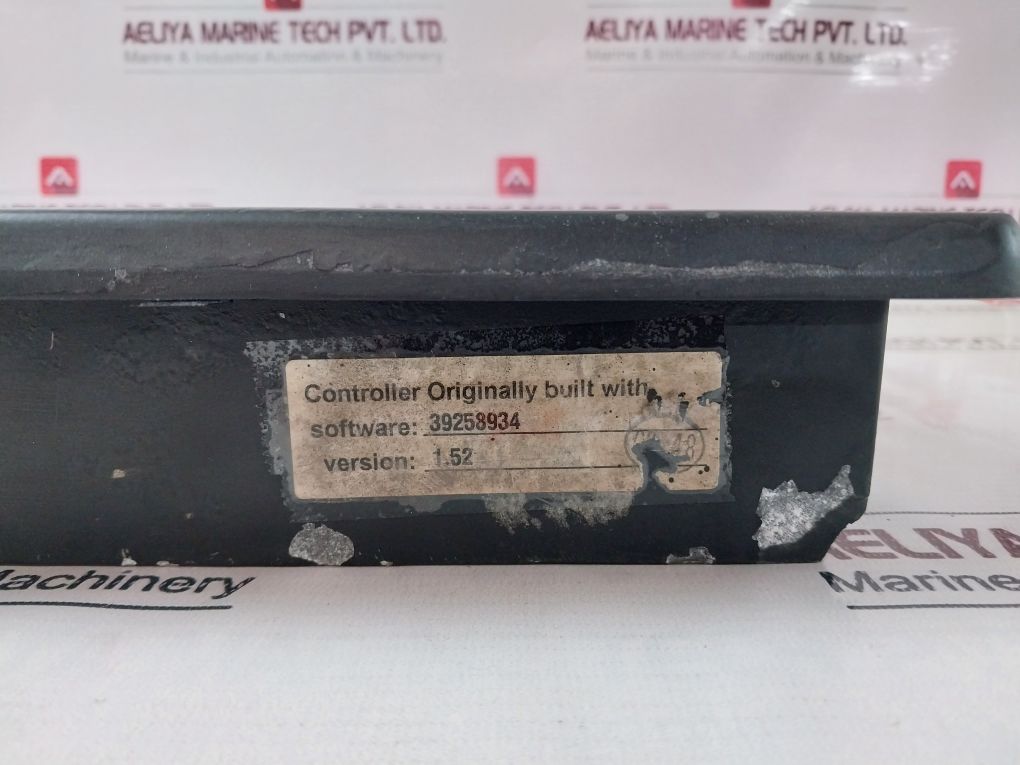 AELIYA MARINE TECH PVT. LTD.
Marine & Industrial Automation & Machinery
AELIYA MARINE TECH PVT. LTD.
Marine & Industrial Automation & Machinery
Controller Originally built with
software: 39258934
version: 1.52
Machinery
AELIYA
Marine